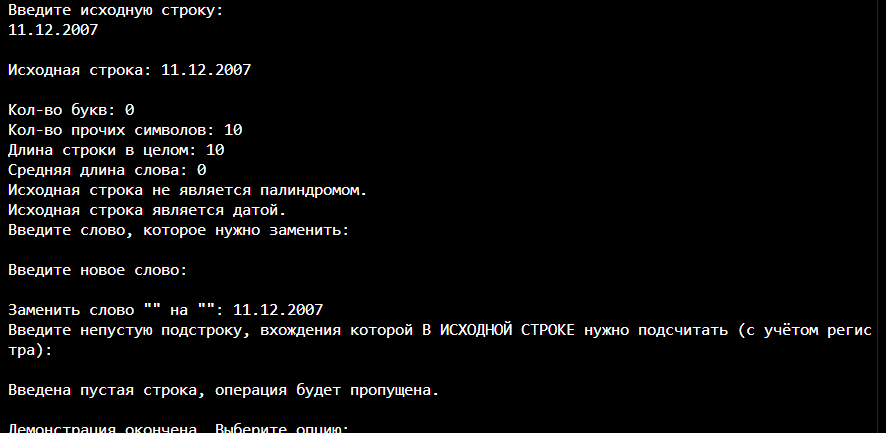 Введите исходную строку:
11.12.2007
Исходная строка: 11.12.2007
Кол-во букв: 0
Кол-во прочих символов: 10
Длина строки в целом: 10
Средняя длина слова: 0
Исходная строка не является палиндромом.
Исходная строка является датой.
Введите слово, которое нужно заменить:
Введите новое слово:
Заменить слово "" на "": 11.12.2007
Введите непустую подстроку, вхождения которой В ИСХОДНОЙ СТРОКЕ нужно подсчитать (с учётом регис
тра):
Введена пустая строка, операция будет пропущена.
Демонстрация окончена. Выберите опцию: